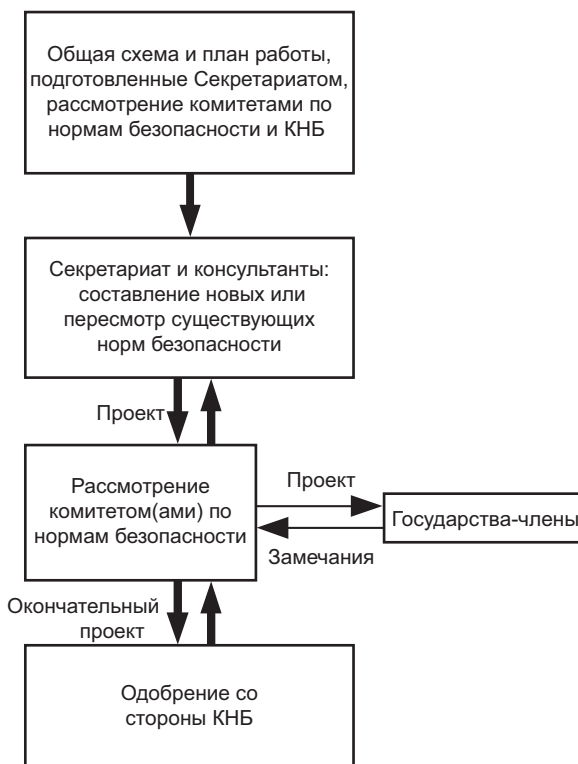 Общая схема и план работы,
подготовленные Секретариатом,
рассмотрение комитетами по
нормам безопасности и КНБ
Секретариат и консультанты:
составление новых или
пересмотр существующих
норм безопасности
Проект
Рассмотрение
комитетом(ами) по
нормам безопасности
Проект
Государства-члены
Замечания
Окончательный
проект
Одобрение со
стороны КНБ